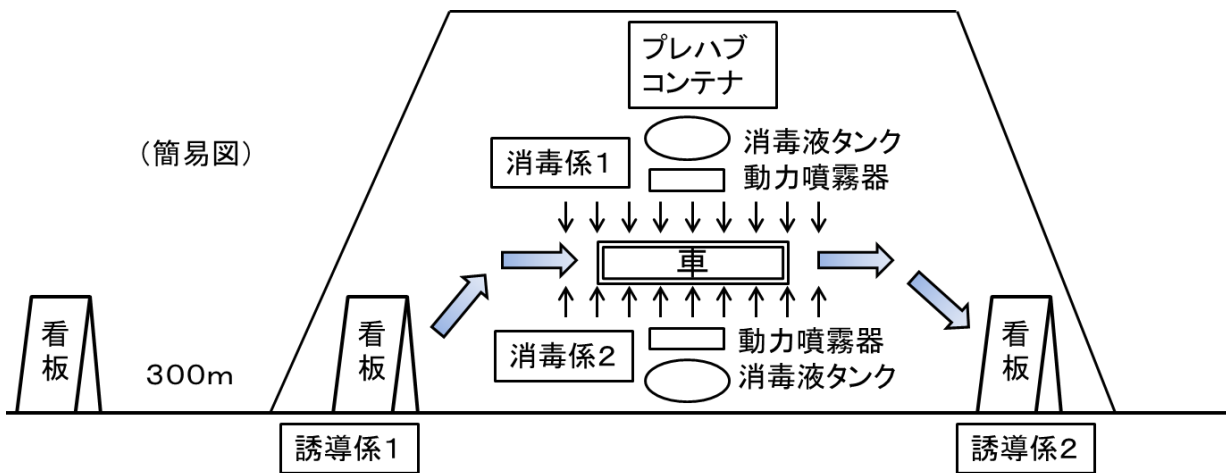 プレハブ
コンテナ
(簡易図)
消毒係1
消毒液タンク
動力噴霧器
車
看
板
300m
看
板
消毒係2
動力噴霧器
消毒液タンク
看
板
誘導係1
誘導係2